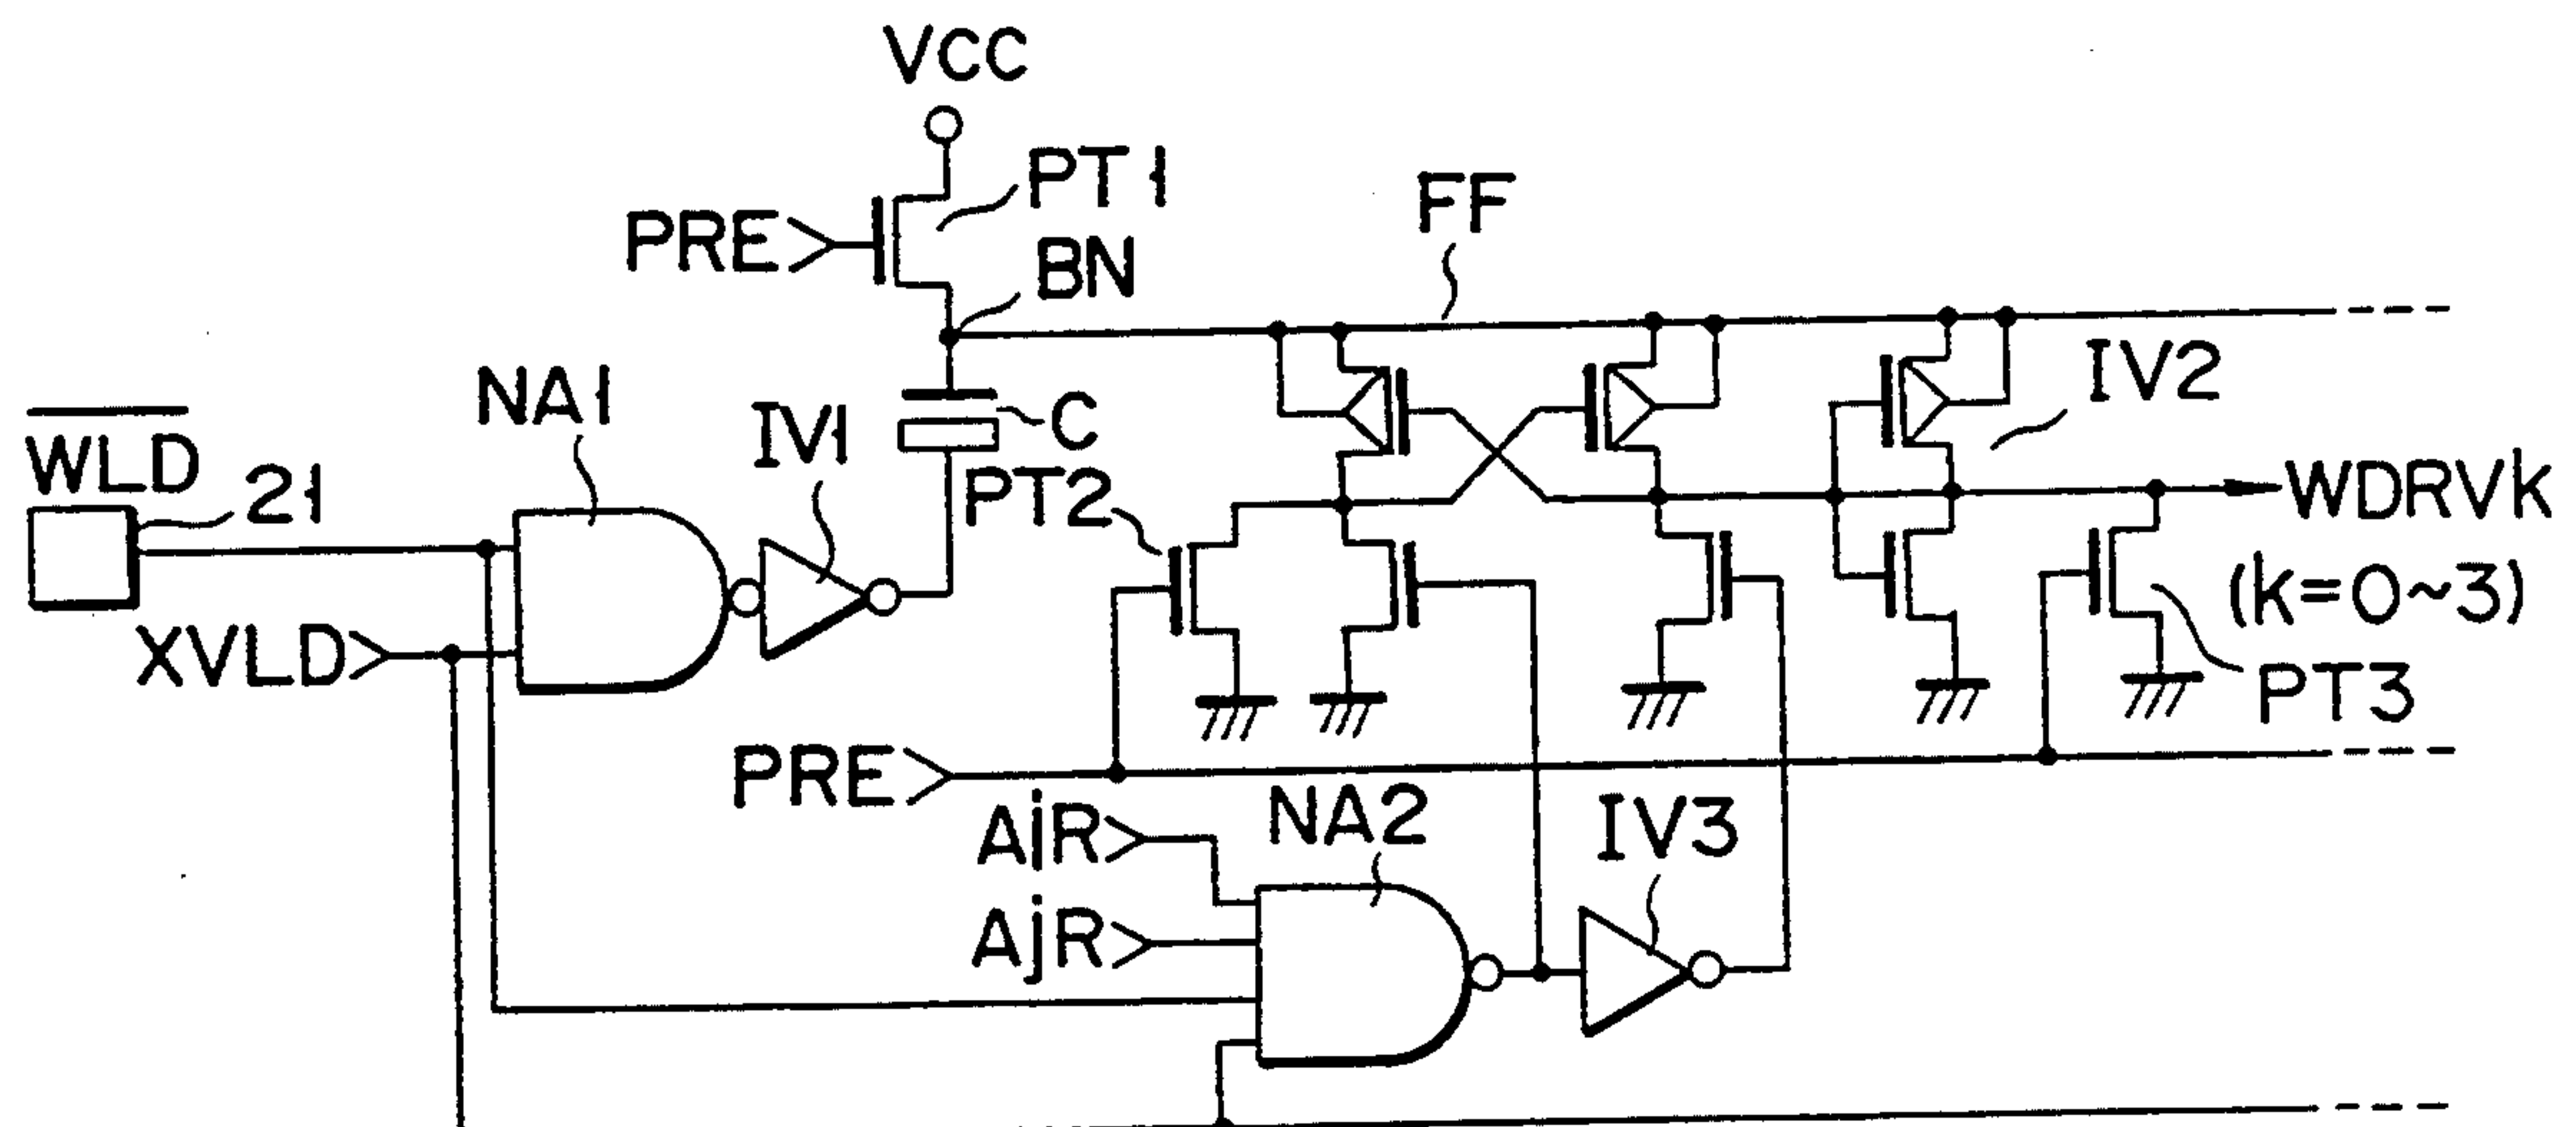 VCC
PT1
PRE
BN
FF
NA1
IV1
C
IV2
WLD
21
PT2
WDRVk
(k=0~3)
XVLD
PT3
PRE
AiR
NA2
IV3
AjR